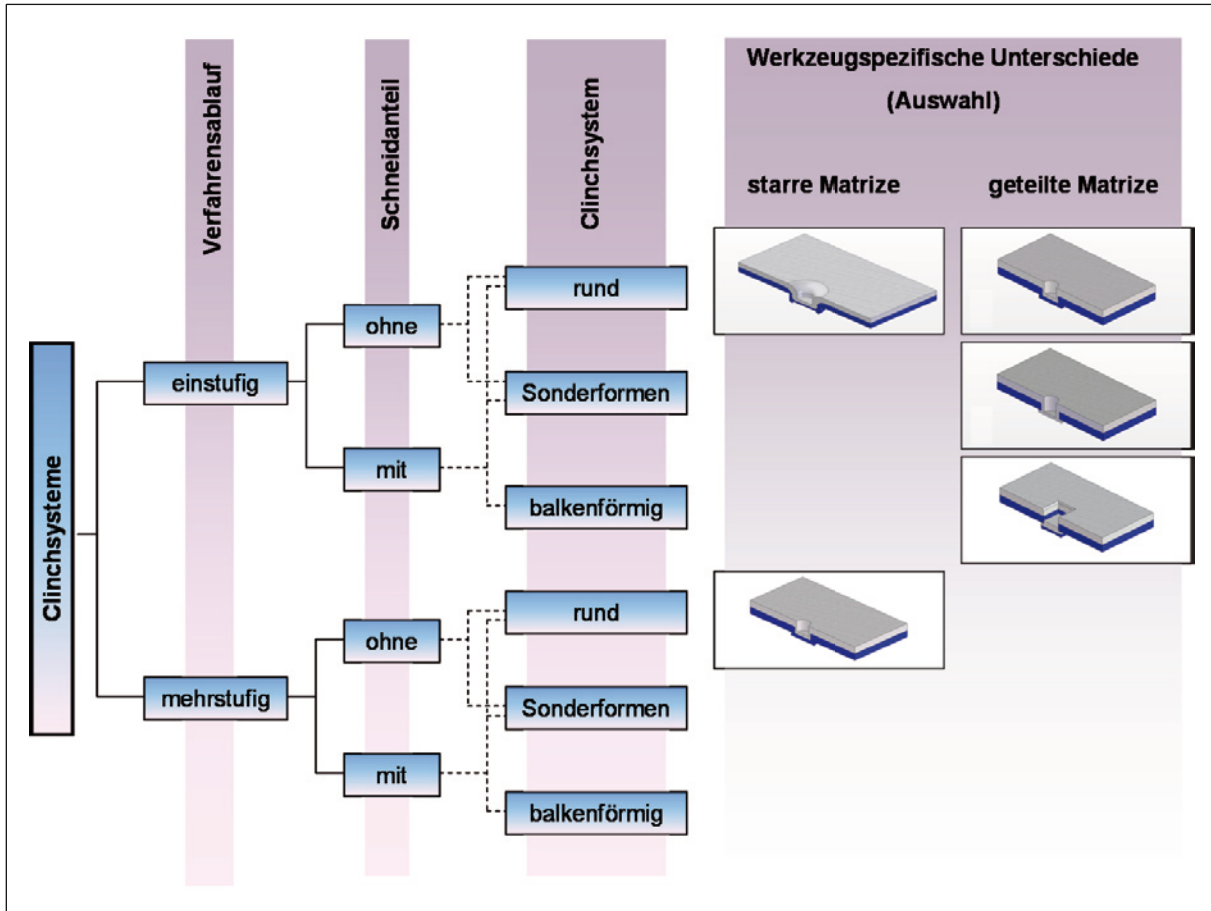 Verfahrensablauf
Schneidanteil
Clinchsystem
Werkzeugspezifische Unterschiede
(Auswahl)
starre Matrize
geteilte Matrize
Clinchsysteme
einstufig
ohne
mit
rund
Sonderformen
balkenförmig
mehrstufig
ohne
mit
rund
Sonderformen
balkenförmig